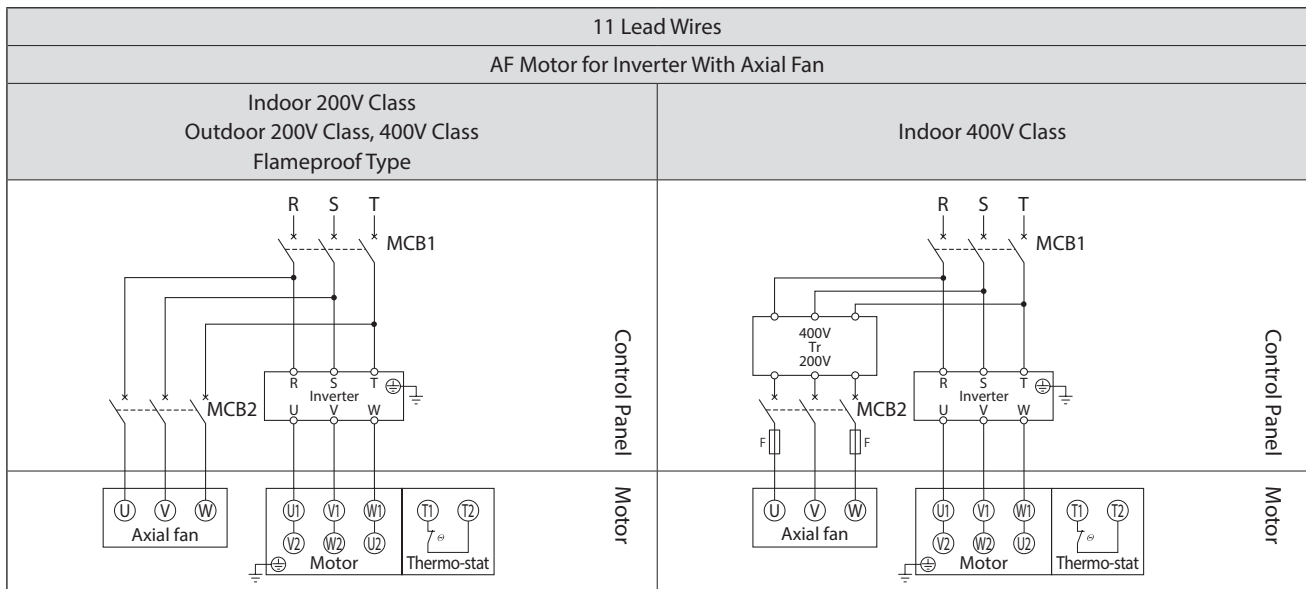 11 Lead Wires
AF Motor for Inverter With Axial Fan
Indoor 200V Class
Outdoor 200V Class, 400V Class
Flameproof Type
Indoor 400V Class
R S T
MCB1
R S T
Inverter
U V W
MCB2
Control Panel
U V W
Axial fan
U1 V1 W1
V2 W2 U2
Motor
T1 T2
Thermo-stat
Motor
R S T
MCB1
400V
Tr
200V
R S T
Inverter
U V W
MCB2
F F
Control Panel
U V W
Axial fan
U1 V1 W1
V2 W2 U2
Motor
T1 T2
Thermo-stat
Motor